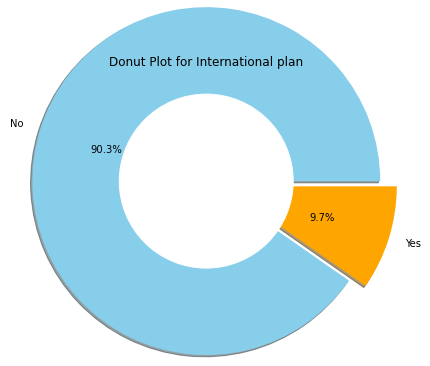 Donut Plot for International plan
No
90.3%
9.7%
Yes